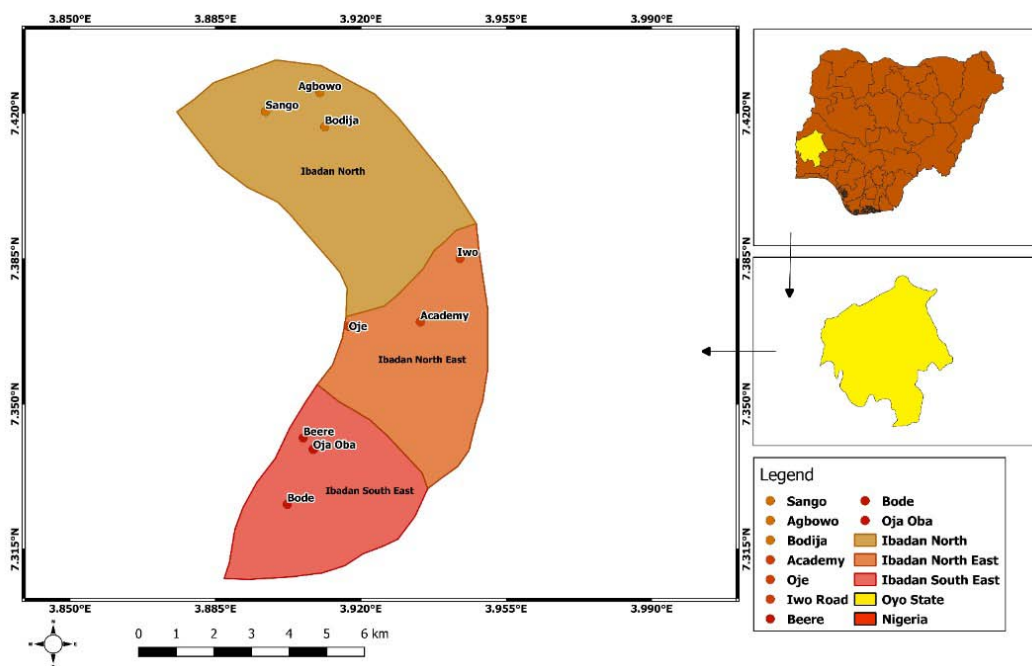 3.850°E 3.885°E 3.920°E 3.955°E 3.990°E
7.420°N 7.420°N
7.385°N 7.385°N
7.350°N 7.350°N
7.315°N 7.315°N
Agbowo
Sango
Bodija
Ibadan North
Iwo
Academy
Oje
Ibadan North East
Beere
Oja Oba
Ibadan South East
Bode
3.850°E 3.885°E 3.920°E 3.955°E 3.990°E
0 1 2 3 4 5 6 km
Legend
Sango
Agbowo
Bodija
Academy
Oje
Iwo Road
Beere
Bode
Oja Oba
Ibadan North
Ibadan North East
Ibadan South East
Oyo State
Nigeria